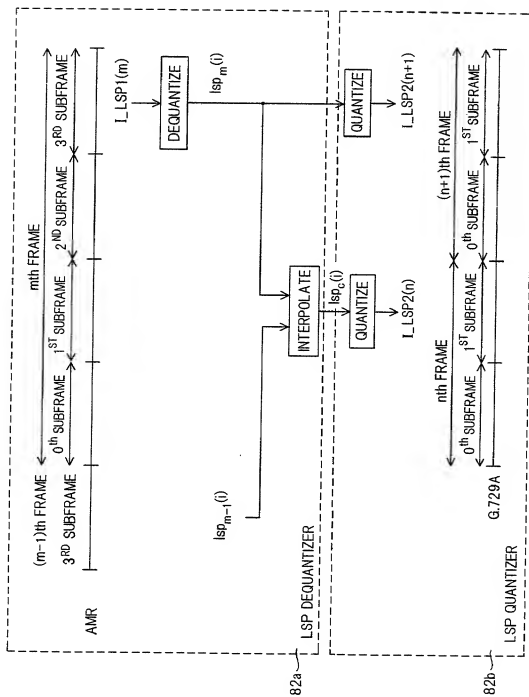 mth FRAME
(m−1)th FRAME
3RD SUBFRAME
0th SUBFRAME
1ST SUBFRAME
2ND SUBFRAME
3RD SUBFRAME
AMR
I_LSP1(m)
DEQUANTIZE
lspm(i)
lspm−1(i)
INTERPOLATE
lspc(i)
LSP DEQUANTIZER
82a
QUANTIZE
QUANTIZE
I_LSP2(n)
I_LSP2(n+1)
nth FRAME
(n+1)th FRAME
0th SUBFRAME
1ST SUBFRAME
0th SUBFRAME
1ST SUBFRAME
G.729A
LSP QUANTIZER
82b